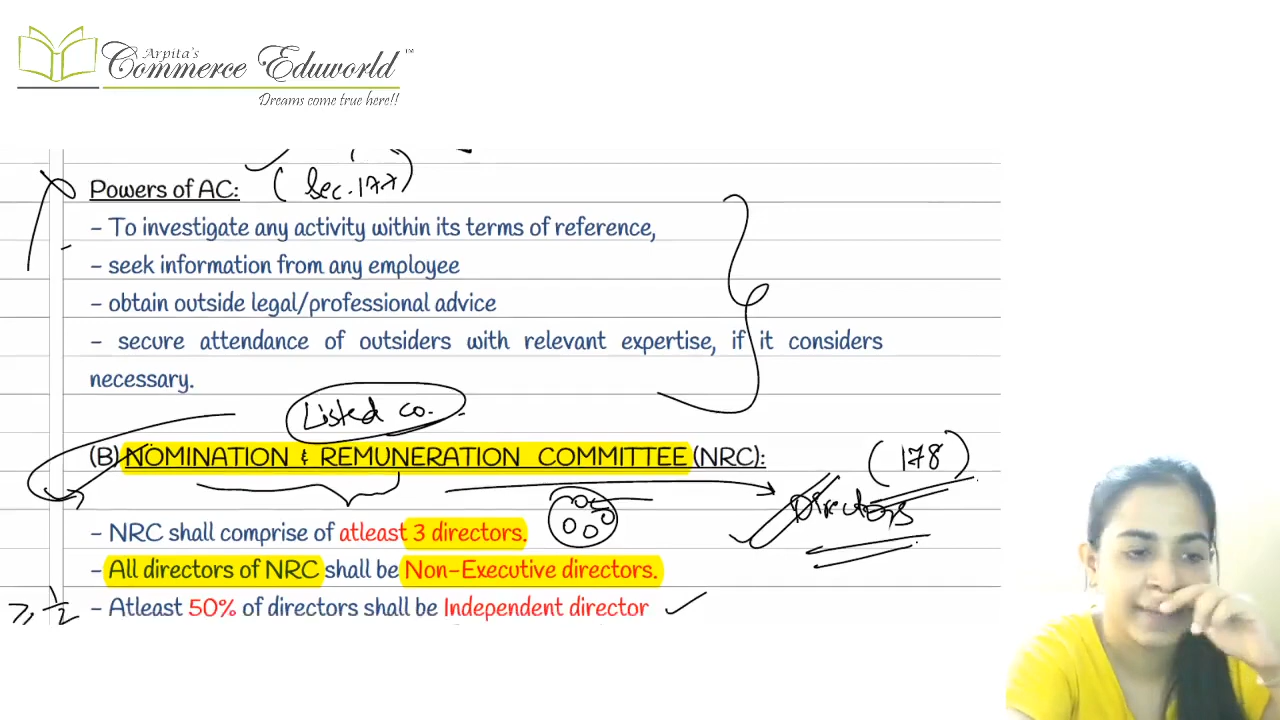 Arpita's
Commerce Eduworld™
Dreams come true here!!
Powers of AC: (Sec.177)
- To investigate any activity within its terms of reference,
- seek information from any employee
- obtain outside legal/professional advice
- secure attendance of outsiders with relevant expertise, if it considers
necessary.
Listed co.
(B) NOMINATION & REMUNERATION COMMITTEE (NRC): (178)
Directors
- NRC shall comprise of atleast 3 directors.
- All directors of NRC shall be Non-Executive directors.
≥ 1/2 - Atleast 50% of directors shall be Independent director